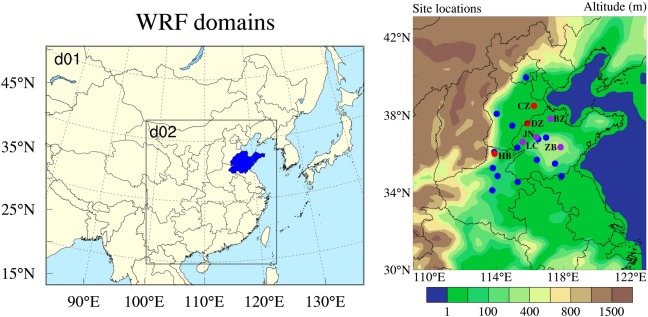 WRF domains
d01
d02
45°N
35°N
25°N
15°N
90°E 100°E 110°E 120°E 130°E
Site locations Altitude (m)
42°N
38°N
34°N
30°N
CZ
DZ
BZ
JN
LC
ZB
HB
110°E 114°E 118°E 122°E
1 100 400 800 1500